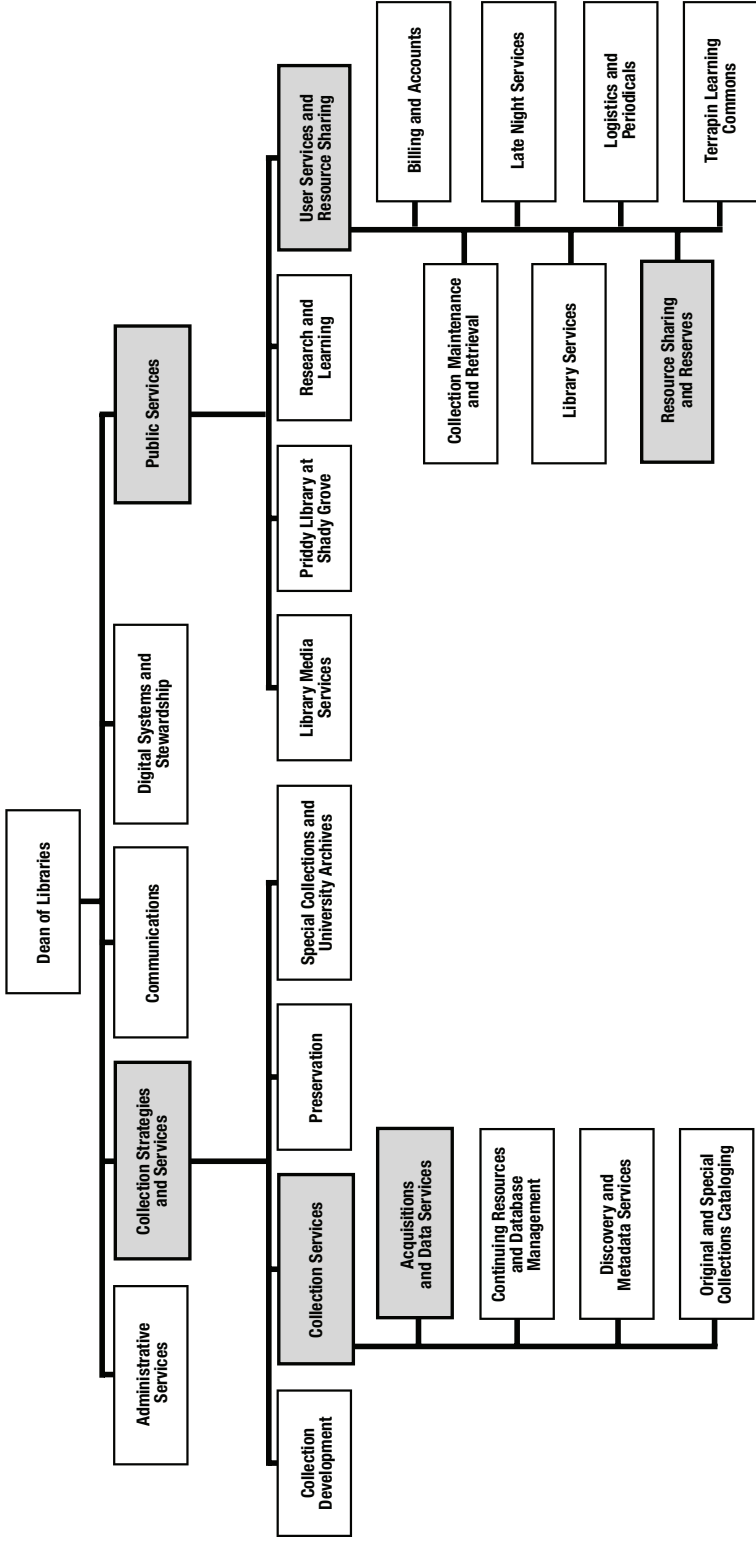 Dean of Libraries
Administrative
Services
Collection Strategies
and Services
Communications
Digital Systems and
Stewardship
Public Services
Collection
Development
Collection Services
Preservation
Special Collections and
University Archives
Library Media
Services
Priddy LIbrary at
Shady Grove
Research and
Learning
User Services and
Resource Sharing
Acquisitions
and Data Services
Continuing Resources
and Database
Management
Discovery and
Metadata Services
Original and Special
Collections Cataloging
Collection Maintenance
and Retrieval
Library Services
Resource Sharing
and Reserves
Billing and Accounts
Late Night Services
Logistics and
Periodicals
Terrapin Learning
Commons